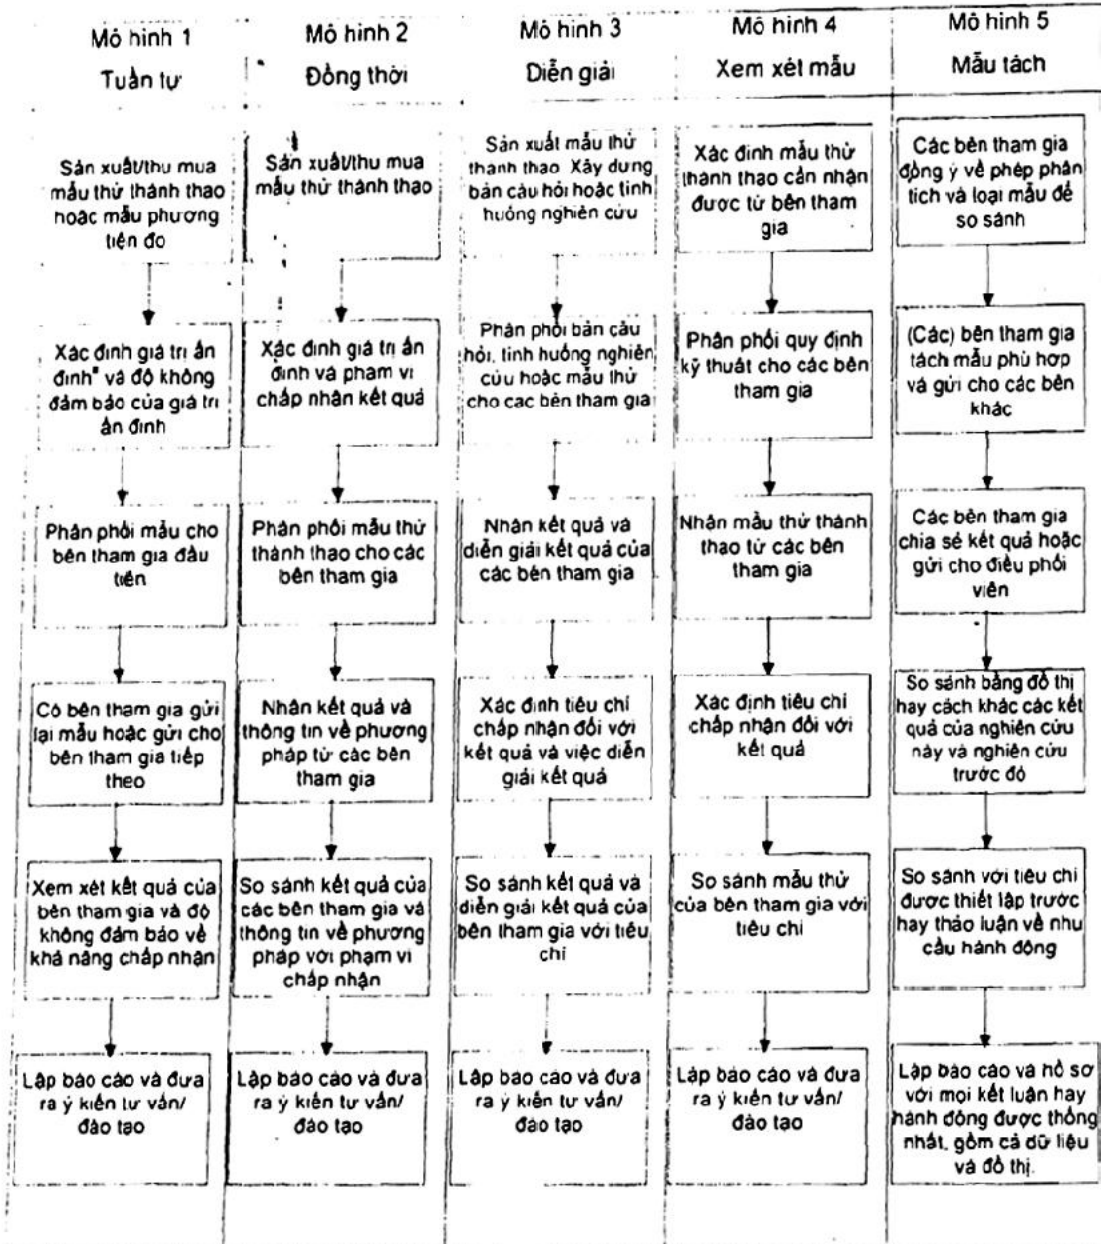 Mô hình 1
Tuần tự
Sản xuất/thu mua
mẫu thử thành thạo
hoặc mẫu phương
tiện đo
Xác định giá trị ấn
định* và độ không
đảm bảo của giá trị
ấn định
Phân phối mẫu cho
bên tham gia đầu
tiên
Có bên tham gia gửi
lại mẫu hoặc gửi cho
bên tham gia tiếp
theo
Xem xét kết quả của
bên tham gia và độ
không đảm bảo về
khả năng chấp nhận
Lập báo cáo và đưa
ra ý kiến tư vấn/
đào tạo
Mô hình 2
Đồng thời
Sản xuất/thu mua
mẫu thử thành thạo
Xác định giá trị ấn
định và phạm vi
chấp nhận kết quả
Phân phối mẫu thử
thành thạo cho các
bên tham gia
Nhận kết quả và
thông tin về phương
pháp từ các bên
tham gia
So sánh kết quả của
các bên tham gia và
thông tin về phương
pháp với phạm vi
chấp nhận
Lập báo cáo và đưa
ra ý kiến tư vấn/
đào tạo
Mô hình 3
Diễn giải
Sản xuất mẫu thử
thành thạo Xây dựng
bản câu hỏi hoặc tình
huống nghiên cứu
Phân phối bản câu
hỏi, tình huống nghiên
cứu hoặc mẫu thử
cho các bên tham gia
Nhận kết quả và
diễn giải kết quả của
các bên tham gia
Xác định tiêu chí
chấp nhận đối với
kết quả và việc diễn
giải kết quả
So sánh kết quả và
diễn giải kết quả của
bên tham gia với tiêu
chí
Lập báo cáo và đưa
ra ý kiến tư vấn/
đào tạo
Mô hình 4
Xem xét mẫu
Xác định mẫu thử
thành thạo cần nhận
được từ bên tham
gia
Phân phối quy định
kỹ thuật cho các bên
tham gia
Nhận mẫu thử thành
thạo từ các bên
tham gia
Xác định tiêu chí
chấp nhận đối với
kết quả
So sánh mẫu thử
của bên tham gia với
tiêu chí
Lập báo cáo và đưa
ra ý kiến tư vấn/
đào tạo
Mô hình 5
Mẫu tách
Các bên tham gia
đồng ý về phép phân
tích và loại mẫu để
so sánh
(Các) bên tham gia
tách mẫu phù hợp
và gửi cho các bên
khác
Các bên tham gia
chia sẻ kết quả hoặc
gửi cho điều phối
viên
So sánh bằng đồ thị
hay cách khác các kết
quả của nghiên cứu
này và nghiên cứu
trước đó
So sánh với tiêu chí
được thiết lập trước
hay thảo luận về nhu
cầu hành động
Lập báo cáo và hồ sơ
với mọi kết luận hay
hành động được thống
nhất, gồm cả dữ liệu
và đồ thị.